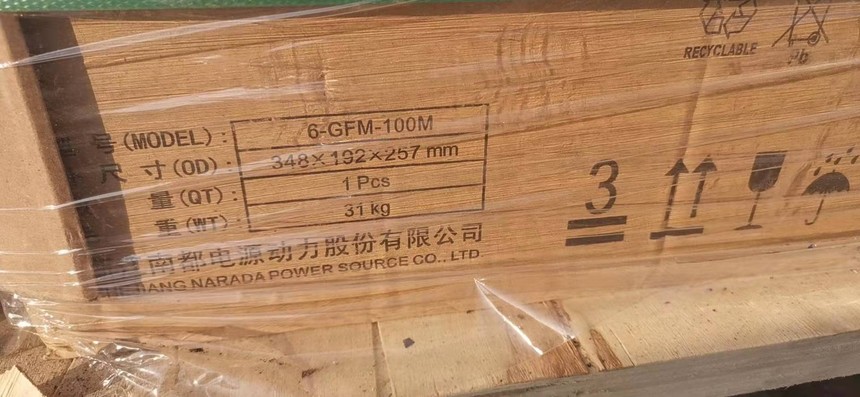 RECYCLABLE
Pb
号(MODEL): 6-GFM-100M
尺寸(OD): 348×192×257 mm
量(QT): 1 Pcs
重(WT): 31 kg
3
南都电源动力股份有限公司
JIANG NARADA POWER SOURCE CO., LTD